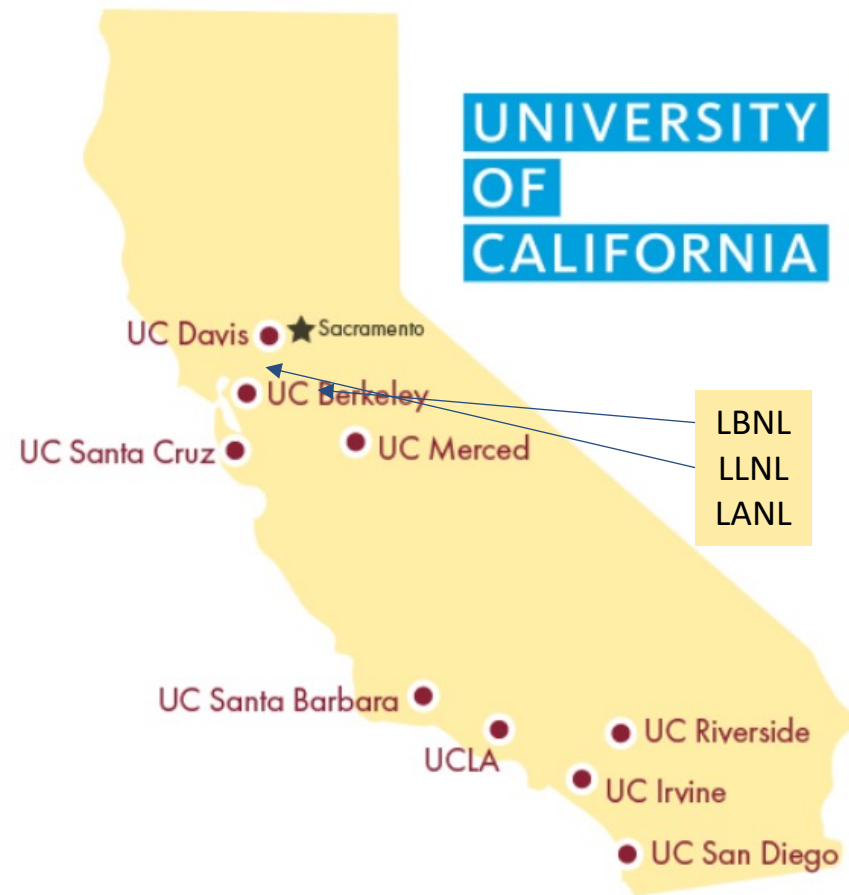 UNIVERSITY
OF
CALIFORNIA
UC Davis
Sacramento
UC Berkeley
UC Santa Cruz
UC Merced
LBNL
LLNL
LANL
UC Santa Barbara
UCLA
UC Riverside
UC Irvine
UC San Diego